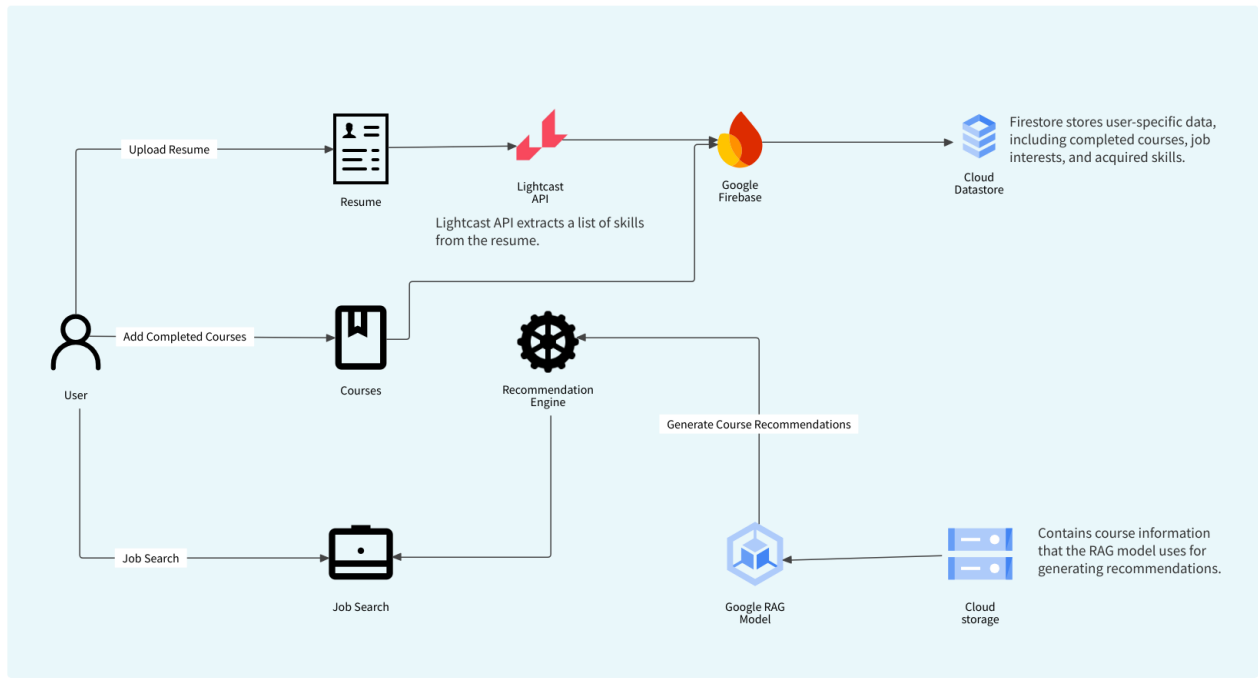 Upload Resume
Resume
Lightcast
API
Lightcast API extracts a list of skills
from the resume.
Google
Firebase
Cloud
Datastore
Firestore stores user-specific data,
including completed courses, job
interests, and acquired skills.
User
Add Completed Courses
Courses
Recommendation
Engine
Generate Course Recommendations
Job Search
Job Search
Google RAG
Model
Cloud
storage
Contains course information
that the RAG model uses for
generating recommendations.